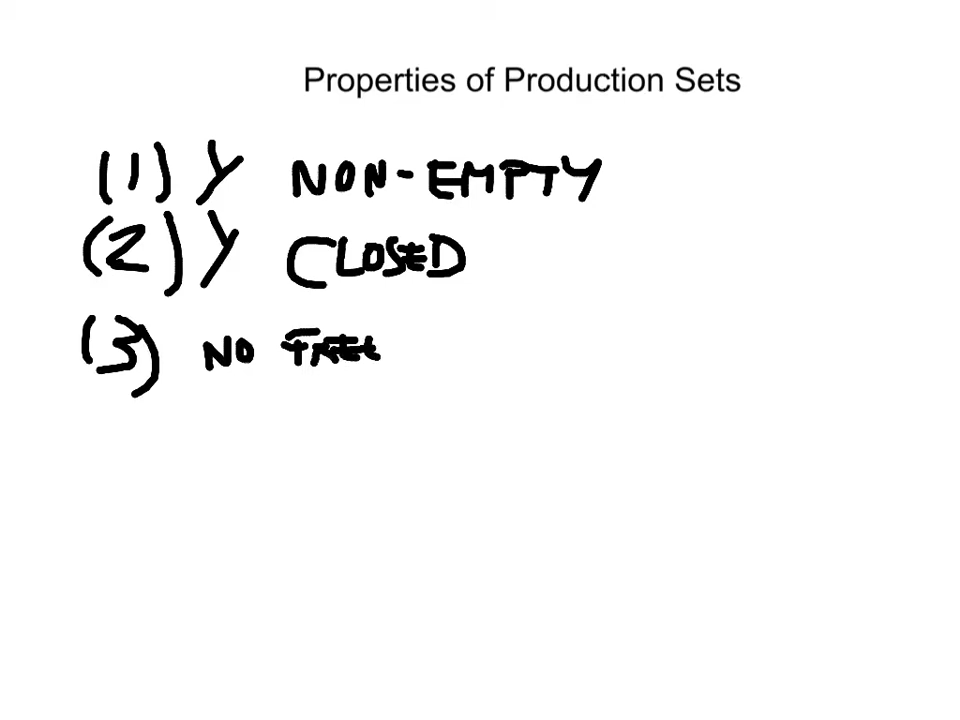 Properties of Production Sets
(1) Y NON-EMPTY
(2) Y CLOSED
(3) NO FREE